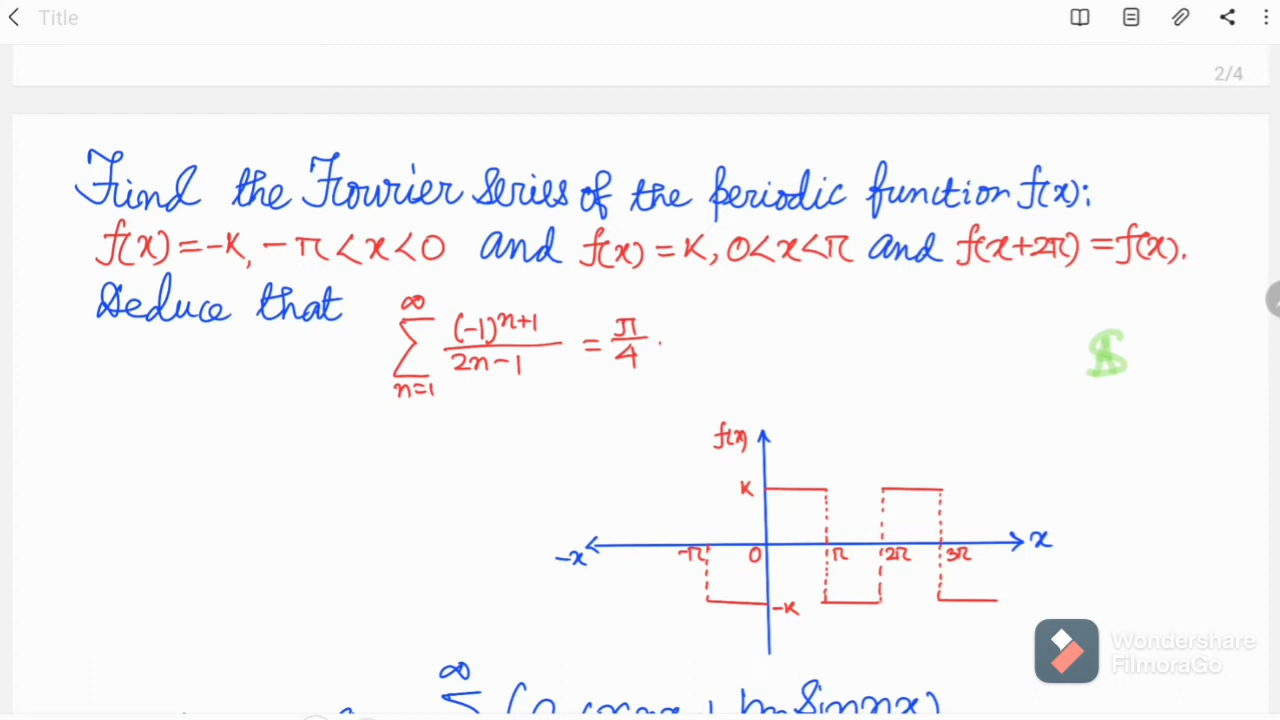 Title
2/4
Find the Fourier Series of the periodic function f(x):
f(x) = -K, -π < x < 0 and f(x) = K, 0 < x < π and f(x+2π) = f(x).
Deduce that ∞
∑ (-1)^(n+1) / (2n-1) = π/4 .
n=1
f(x)
K
-x -π 0 π 2π 3π x
-K
Wondershare
FilmoraGo
∞